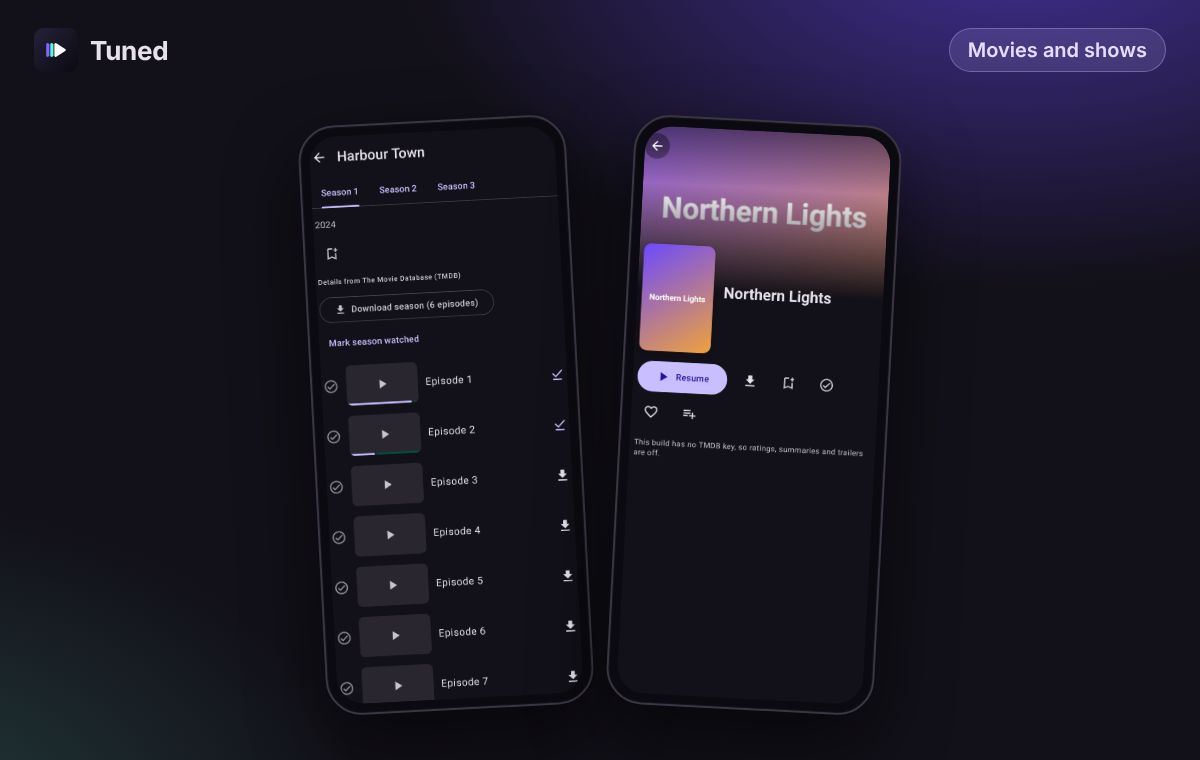 Tuned
Movies and shows
Harbour Town
Season 1
Season 2
Season 3
2024
Details from The Movie Database (TMDB)
Download season (6 episodes)
Mark season watched
Episode 1
Episode 2
Episode 3
Episode 4
Episode 5
Episode 6
Episode 7
Northern Lights
Northern Lights
Northern Lights
Resume
This build has no TMDB key, so ratings, summaries and trailers
are off.